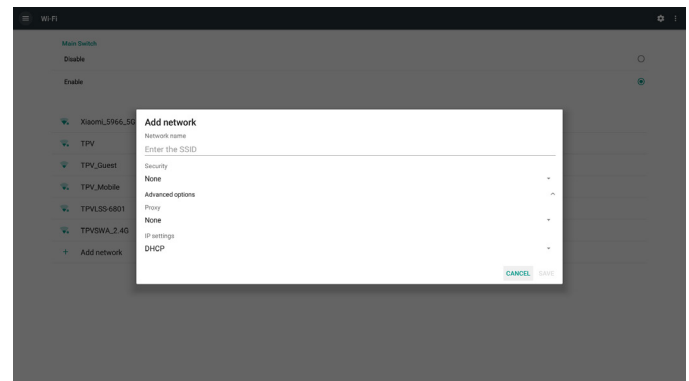 Wi-Fi
Main Switch
Disable
Enable
Xiaomi_5966_5G
TPV
TPV_Guest
TPV_Mobile
TPVLSS-6801
TPVSWA_2.4G
+ Add network
Add network
Network name
Enter the SSID
Security
None
Advanced options
Proxy
None
IP settings
DHCP
CANCEL SAVE